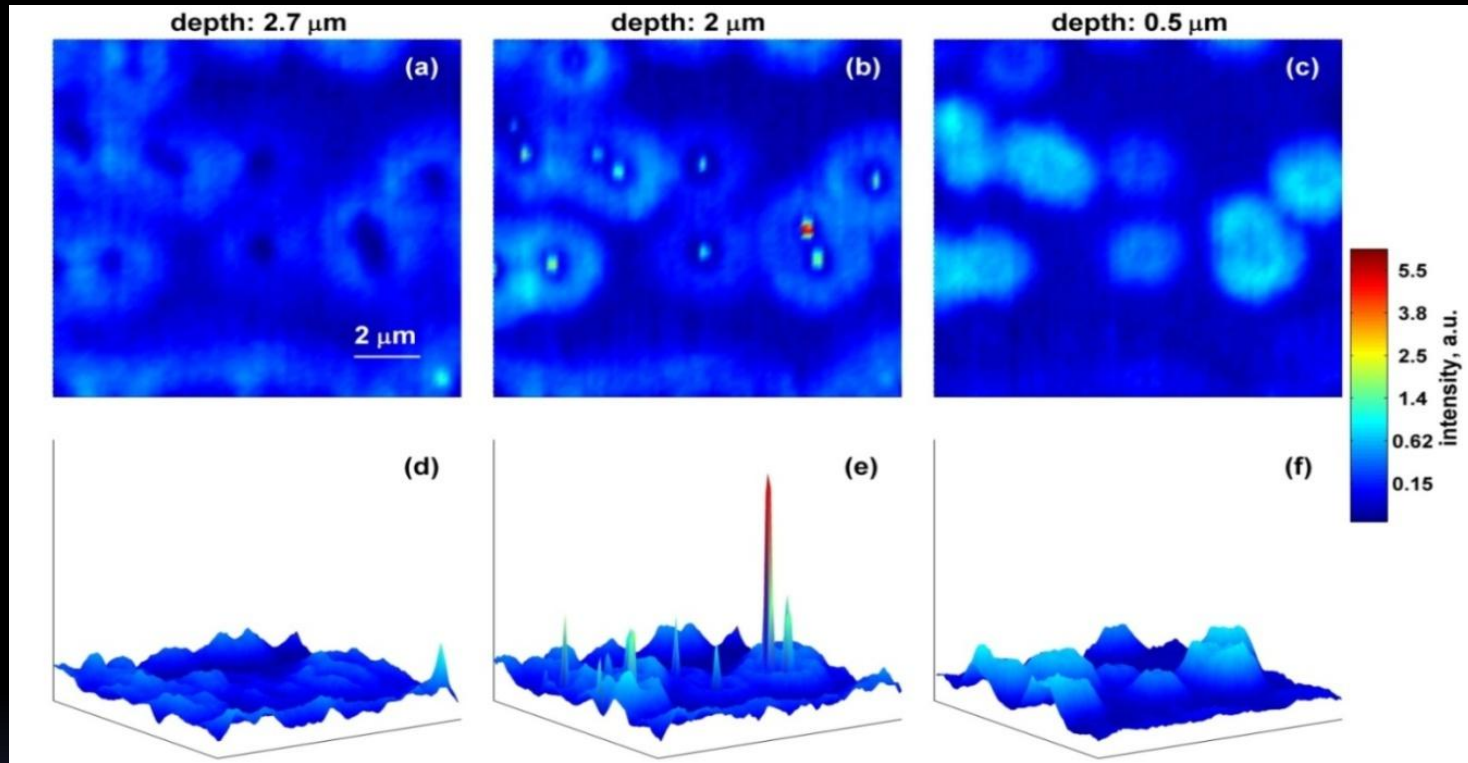 depth: 2.7 μm
depth: 2 μm
depth: 0.5 μm
(a)
(b)
(c)
2 μm
5.5
3.8
2.5
1.4
0.62
0.15
intensity, a.u.
(d)
(e)
(f)